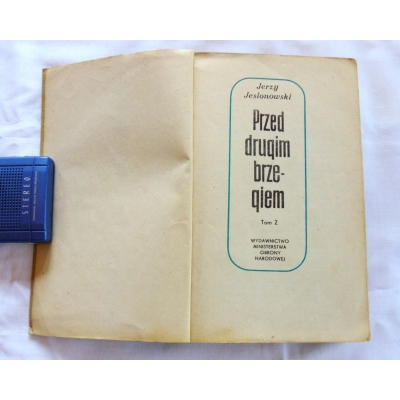 STEREO
Jerzy
Jesionowski
Przed
drugim
brze-
giem
Tom 2
WYDAWNICTWO
MINISTERSTWA
OBRONY
NARODOWEJ